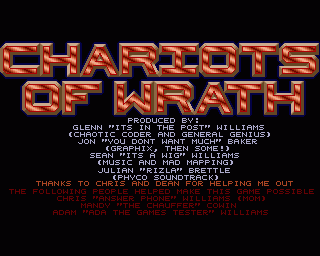 CHARIOTS
OF WRATH
PRODUCED BY:
GLENN "ITS IN THE POST" WILLIAMS
(CHAOTIC CODER AND GENERAL GENIUS)
JON "YOU DONT WANT MUCH" BAKER
(GRAPHIX, THEN SOME!)
SEAN "ITS A WIG" WILLIAMS
(MUSIC AND MAD MAPPING)
JULIAN "RIZLA" BRETTLE
(PHYCO SOUNDTRACK)
THANKS TO CHRIS AND DEAN FOR HELPING ME OUT
THE FOLLOWING PEOPLE HELPED MAKE THIS GAME POSSIBLE
CHRIS "ANSWER PHONE" WILLIAMS (MOM)
MANDY "THE CHAUFFER" COWIN
ADAM "ADA THE GAMES TESTER" WILLIAMS